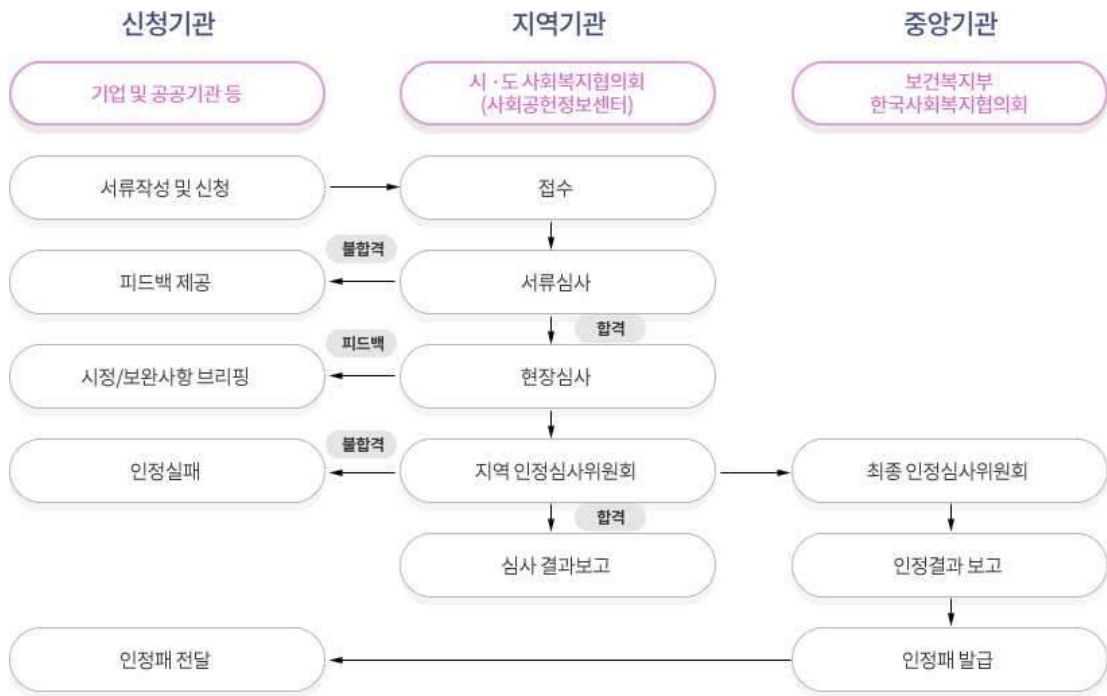 신청기관
지역기관
중앙기관
기업 및 공공기관 등
시 · 도 사회복지협의회
(사회공헌정보센터)
보건복지부
한국사회복지협의회
서류작성 및 신청
접수
불합격
피드백 제공
서류심사
합격
피드백
시정/보완사항 브리핑
현장심사
불합격
인정실패
지역 인정심사위원회
최종 인정심사위원회
합격
심사 결과보고
인정결과 보고
인정패 전달
인정패 발급